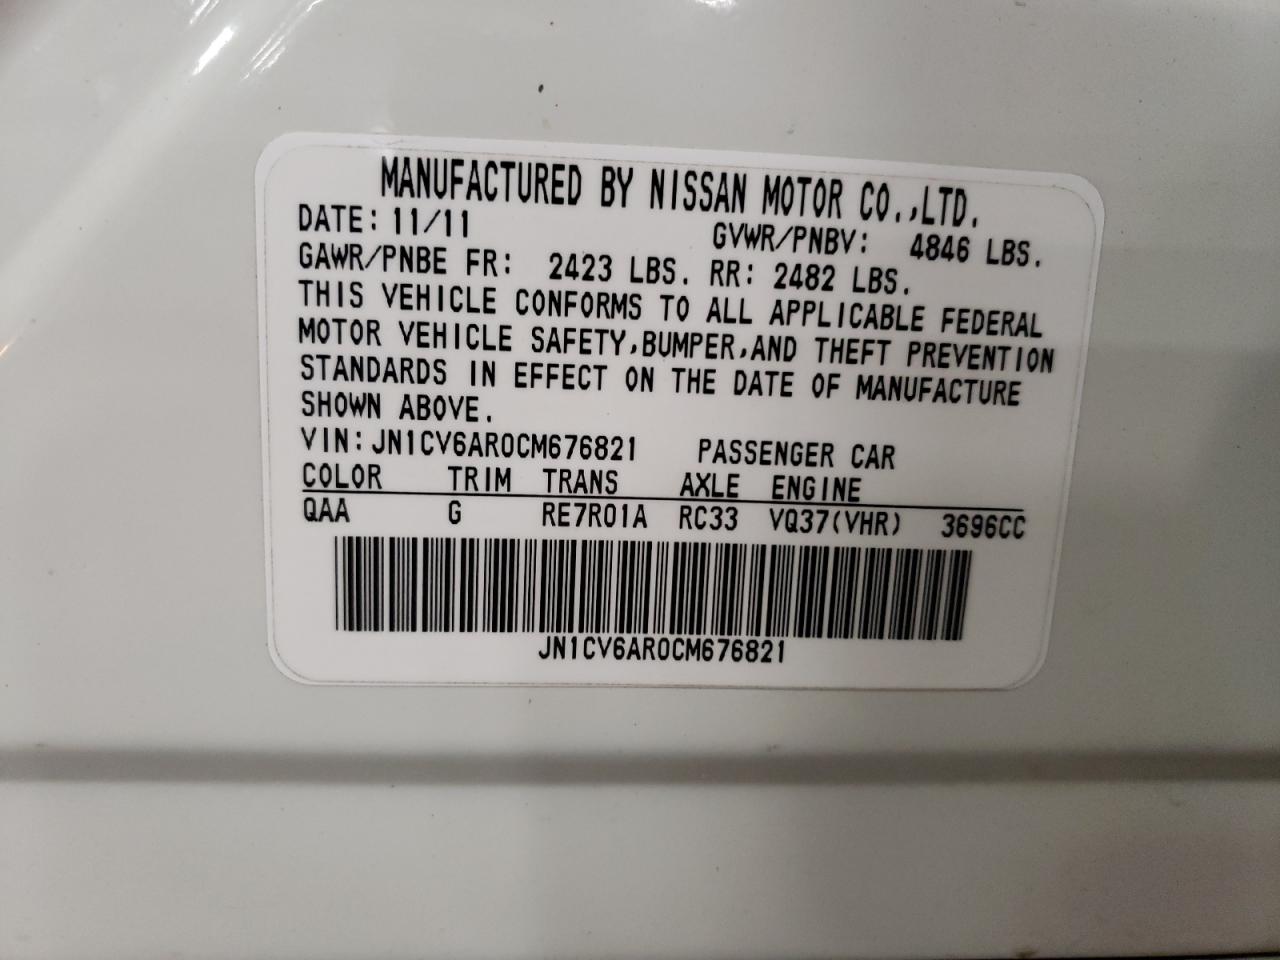 MANUFACTURED BY NISSAN MOTOR CO.,LTD.
DATE: 11/11 GVWR/PNBV: 4846 LBS.
GAWR/PNBE FR: 2423 LBS. RR: 2482 LBS.
THIS VEHICLE CONFORMS TO ALL APPLICABLE FEDERAL
MOTOR VEHICLE SAFETY,BUMPER,AND THEFT PREVENTION
STANDARDS IN EFFECT ON THE DATE OF MANUFACTURE
SHOWN ABOVE.
VIN: JN1CV6AR0CM676821 PASSENGER CAR
COLOR TRIM TRANS AXLE ENGINE
QAA G RE7R01A RC33 VQ37(VHR) 3696CC
JN1CV6AR0CM676821